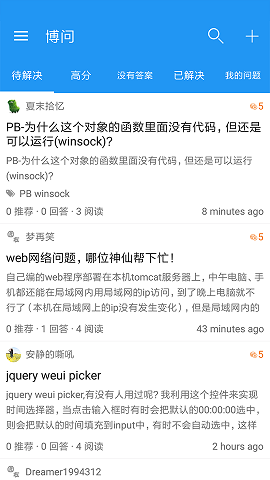 博问
待解决 高分 没有答案 已解决 我的问题
夏末拾忆 5
PB-为什么这个对象的函数里面没有代码，但还是
可以运行(winsock)?
PB-为什么这个对象的函数里面没有代码，但还是可以运行
(winsock)?
PB winsock
0 推荐 · 0 回答 · 3 阅读 8 minutes ago
梦再笑 5
web网络问题，哪位神仙帮下忙！
自己编的web程序部署在本机tomcat服务器上，中午电脑、手
机都还能在局域网内用局域网的ip访问，到了晚上电脑就不
行了（本机在局域网上的ip没有发生变化），但是局域网内的
0 推荐 · 1 回答 · 4 阅读 43 minutes ago
安静的嘶吼 5
jquery weui picker
jquery weui picker,有没有人用过呢? 我利用这个控件来实现
时间选择器，当点击输入框时有时会把默认的00:00:00选中，
则会把默认的时间填充到input中，有时不会自动选中，这样
0 推荐 · 0 回答 · 4 阅读 2 hours ago
Dreamer1994312